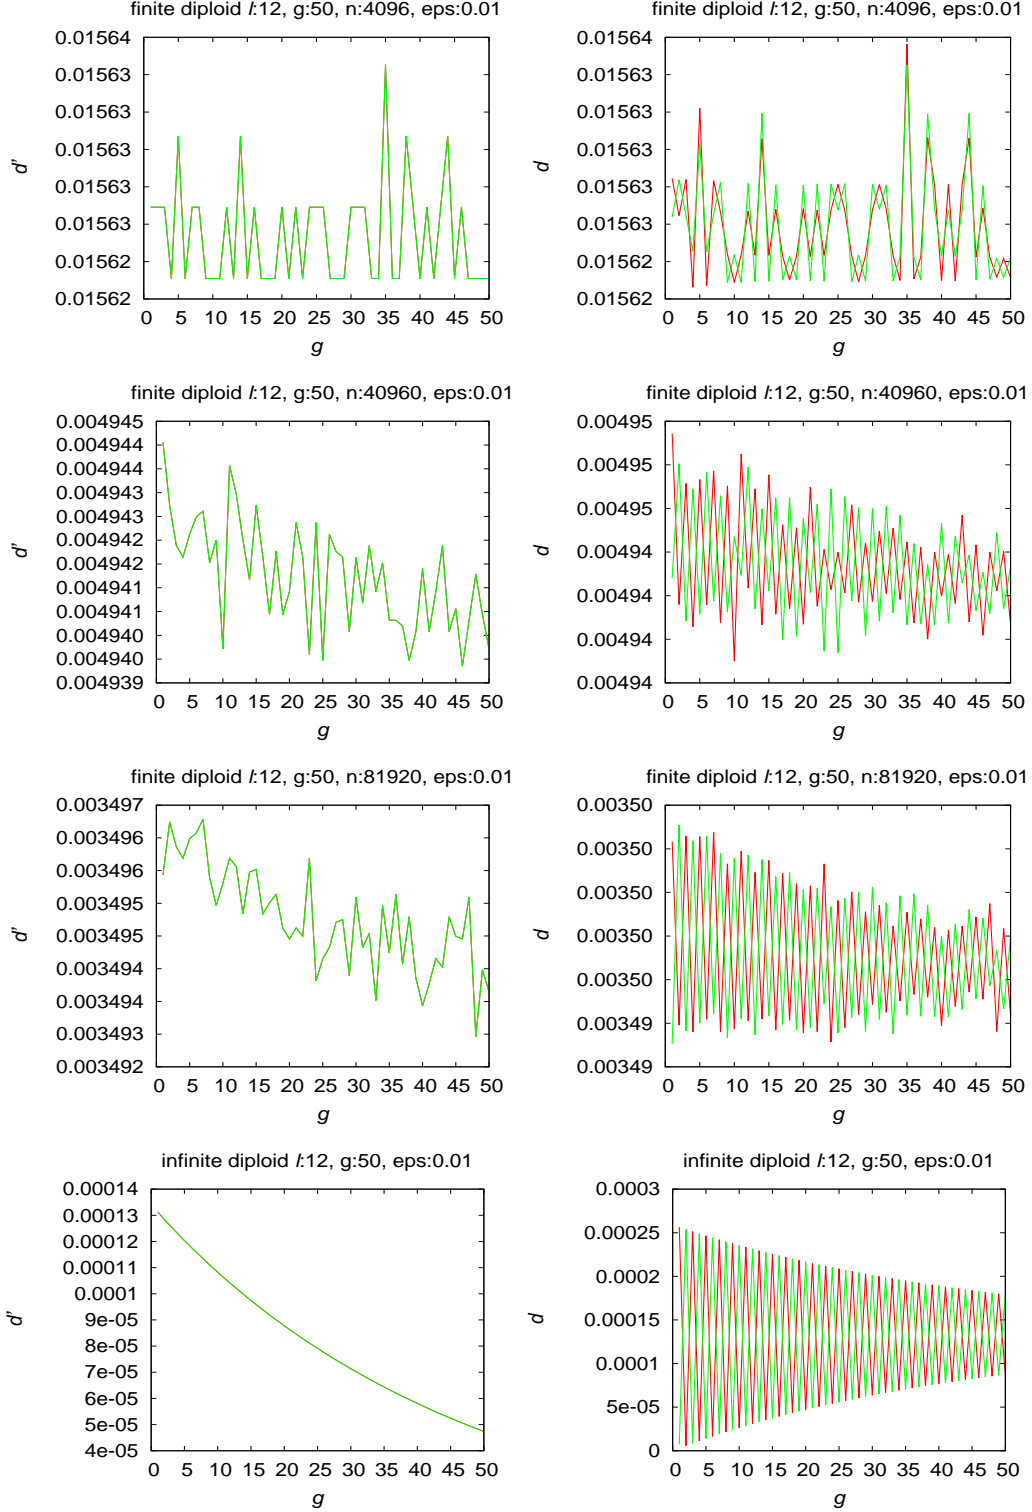 finite diploid l:12, g:50, n:4096, eps:0.01
0.01564
0.01563
0.01563
0.01563
0.01563
0.01563
0.01562
0.01562
d'
0 5 10 15 20 25 30 35 40 45 50
g
finite diploid l:12, g:50, n:4096, eps:0.01
0.01564
0.01563
0.01563
0.01563
0.01563
0.01563
0.01562
0.01562
d
0 5 10 15 20 25 30 35 40 45 50
g
finite diploid l:12, g:50, n:40960, eps:0.01
0.004945
0.004944
0.004944
0.004943
0.004943
0.004942
0.004942
0.004941
0.004941
0.004940
0.004940
0.004939
d'
0 5 10 15 20 25 30 35 40 45 50
g
finite diploid l:12, g:50, n:40960, eps:0.01
0.00495
0.00495
0.00495
0.00494
0.00494
0.00494
0.00494
d
0 5 10 15 20 25 30 35 40 45 50
g
finite diploid l:12, g:50, n:81920, eps:0.01
0.003497
0.003496
0.003496
0.003495
0.003495
0.003494
0.003494
0.003493
0.003492
d'
0 5 10 15 20 25 30 35 40 45 50
g
finite diploid l:12, g:50, n:81920, eps:0.01
0.00350
0.00350
0.00350
0.00350
0.00350
0.00349
0.00349
d
0 5 10 15 20 25 30 35 40 45 50
g
infinite diploid l:12, g:50, eps:0.01
0.00014
0.00013
0.00012
0.00011
0.0001
9e-05
8e-05
7e-05
6e-05
5e-05
4e-05
d'
0 5 10 15 20 25 30 35 40 45 50
g
infinite diploid l:12, g:50, eps:0.01
0.0003
0.00025
0.0002
0.00015
0.0001
5e-05
0
d
0 5 10 15 20 25 30 35 40 45 50
g